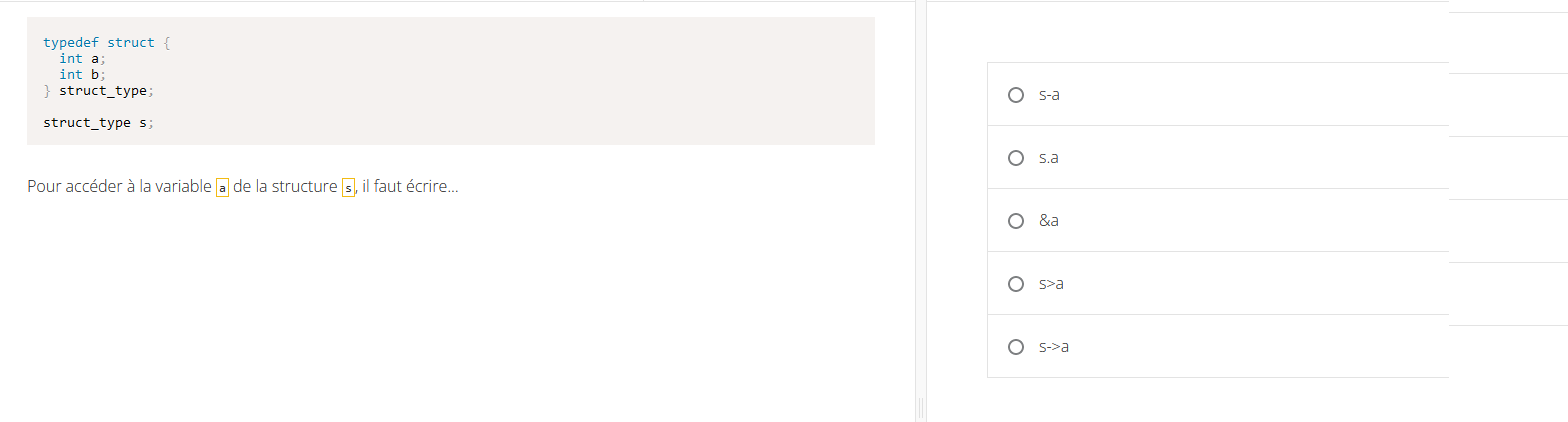 typedef struct {
  int a;
  int b;
} struct_type;
struct_type s;
Pour accéder à la variable a de la structure s, il faut écrire...
s-a
s.a
&a
s>a
s->a